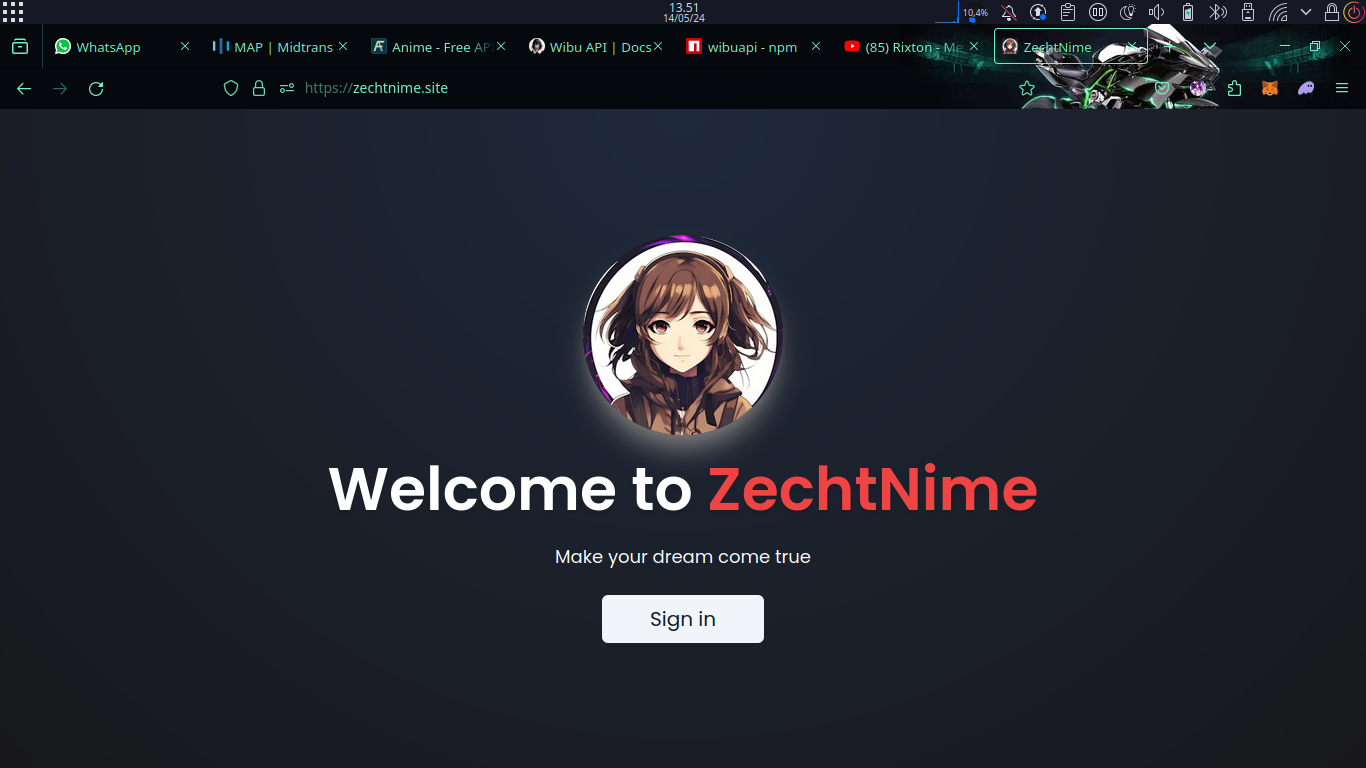 13.51
14/05/24
10,4%
WhatsApp
MAP | Midtrans
Anime - Free AP
Wibu API | Docs
wibuapi - npm
(85) Rixton - Me
ZechtNime
https://zechtnime.site
Welcome to ZechtNime
Make your dream come true
Sign in